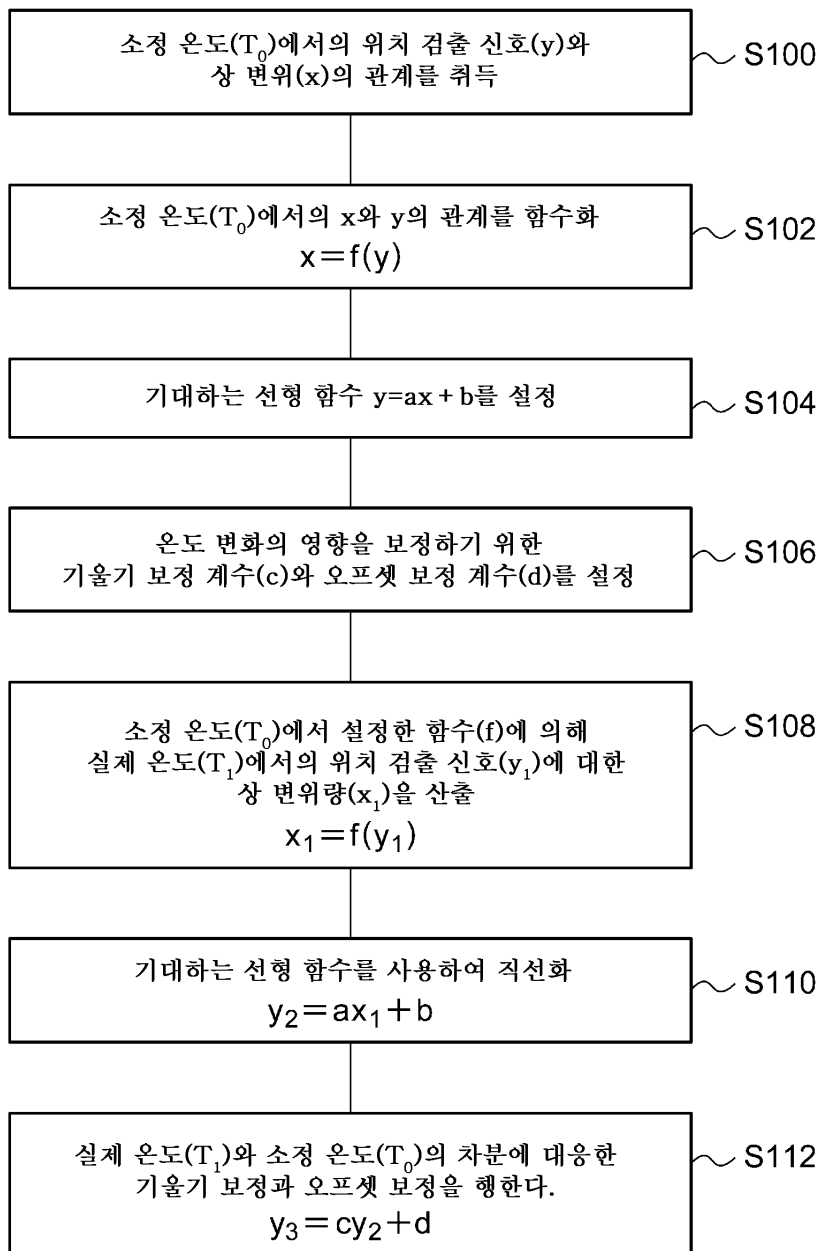 소정 온도(T₀)에서의 위치 검출 신호(y)와
상 변위(x)의 관계를 취득
S100
소정 온도(T₀)에서의 x와 y의 관계를 함수화
x=f(y)
S102
기대하는 선형 함수 y=ax+b를 설정
S104
온도 변화의 영향을 보정하기 위한
기울기 보정 계수(c)와 오프셋 보정 계수(d)를 설정
S106
소정 온도(T₀)에서 설정한 함수(f)에 의해
실제 온도(T₁)에서의 위치 검출 신호(y₁)에 대한
상 변위량(x₁)을 산출
x₁=f(y₁)
S108
기대하는 선형 함수를 사용하여 직선화
y₂=ax₁+b
S110
실제 온도(T₁)와 소정 온도(T₀)의 차분에 대응한
기울기 보정과 오프셋 보정을 행한다.
y₃=cy₂+d
S112